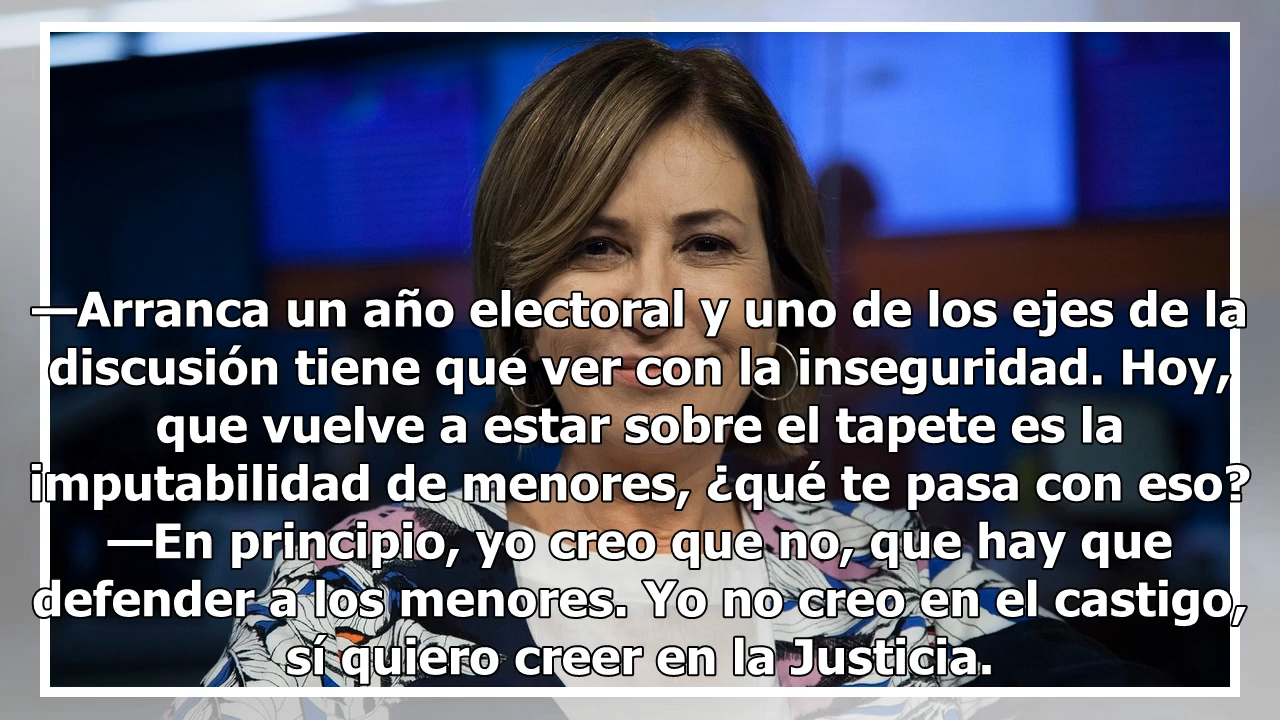 —Arranca un año electoral y uno de los ejes de la
discusión tiene que ver con la inseguridad. Hoy,
que vuelve a estar sobre el tapete es la
imputabilidad de menores, ¿qué te pasa con eso?
—En principio, yo creo que no, que hay que
defender a los menores. Yo no creo en el castigo,
sí quiero creer en la Justicia.